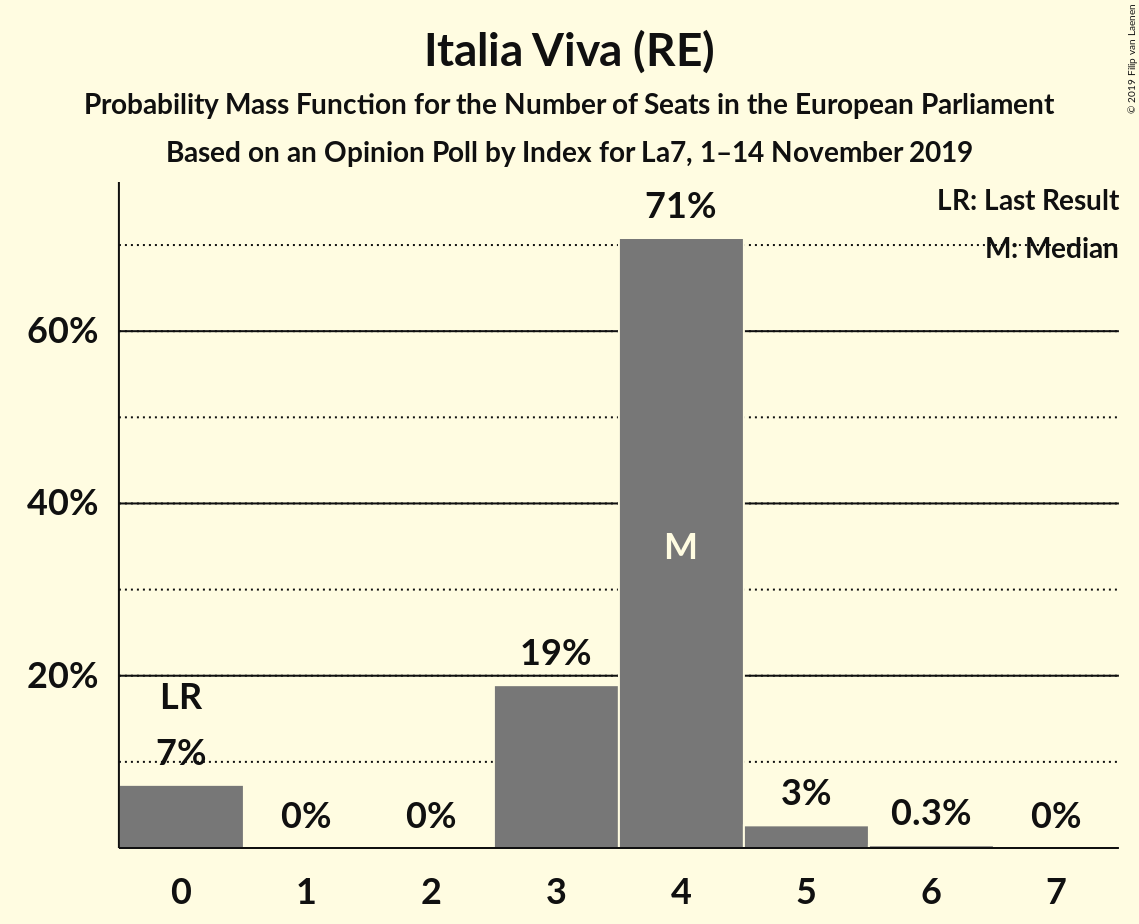 Italia Viva (RE)
Probability Mass Function for the Number of Seats in the European Parliament
Based on an Opinion Poll by Index for La7, 1–14 November 2019
© 2019 Filip van Laenen
LR: Last Result
M: Median
71%
60%
40%
M
19%
20%
LR
7%
0%
0%
3%
0.3%
0%
0 1 2 3 4 5 6 7